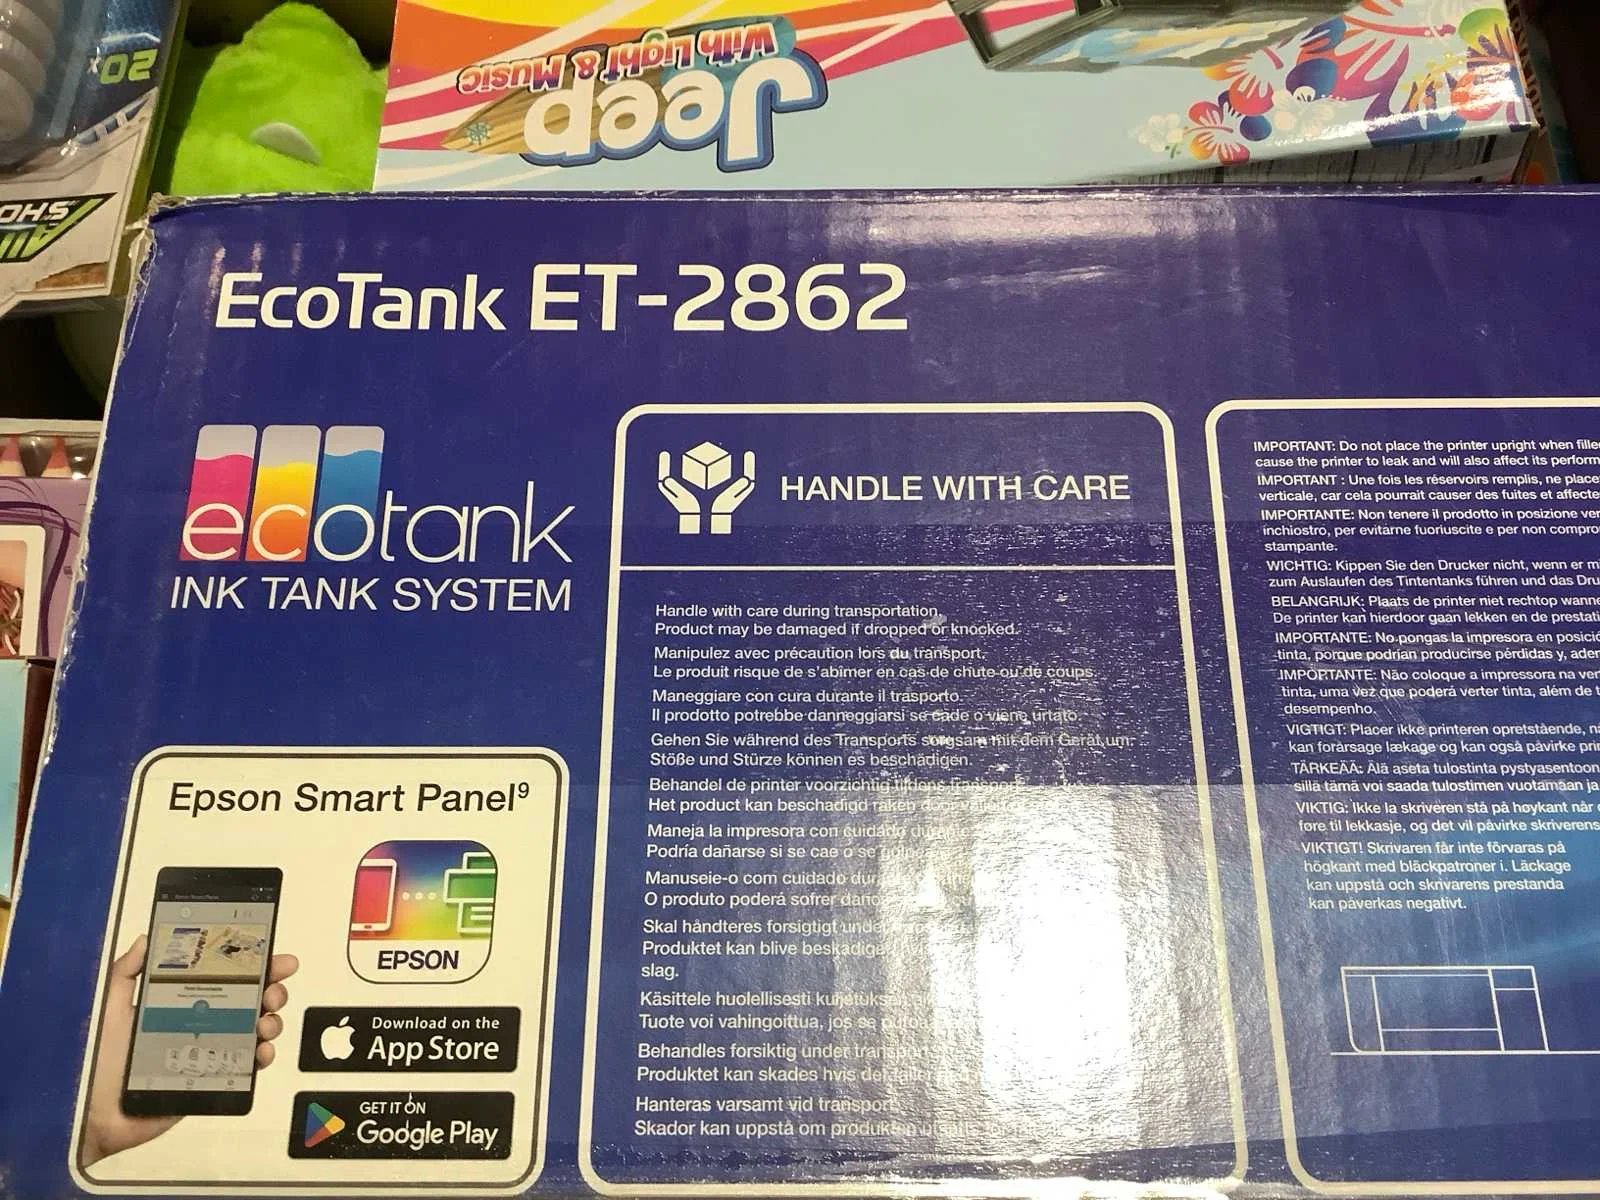 x20
SHO
AIR
Jeep
With Light & Music
EcoTank ET-2862
ecotank
INK TANK SYSTEM
Epson Smart Panel⁹
EPSON
Download on the
App Store
GET IT ON
Google Play
HANDLE WITH CARE
Handle with care during transportation.
Product may be damaged if dropped or knocked.
Manipulez avec précaution lors du transport.
Le produit risque de s'abîmer en cas de chute ou de coups.
Maneggiare con cura durante il trasporto.
Il prodotto potrebbe danneggiarsi se cade o viene urtato.
Gehen Sie während des Transports sorgsam mit dem Gerät um.
Stöße und Stürze können es beschädigen.
Behandel de printer voorzichtig tijdens transport.
Het product kan beschadigd raken door
Maneja la impresora con cuidado durante
Podría dañarse si se cae o se
Manuseie-o com cuidado durante
O produto poderá sofrer danos
Skal håndteres forsigtigt under
Produktet kan blive beskadiget
slag.
Käsittele huolellisesti kuljetuksen
Tuote voi vahingoittua, jos se
Behandles forsiktig under transport
Produktet kan skades hvis det
Hanteras varsamt vid transport
Skador kan uppstå om produkten utsätts för
IMPORTANT: Do not place the printer upright when fille
cause the printer to leak and will also affect its perform
IMPORTANT : Une fois les réservoirs remplis, ne place
verticale, car cela pourrait causer des fuites et affecte
IMPORTANTE: Non tenere il prodotto in posizione ver
inchiostro, per evitarne fuoriuscite e per non compro
stampante.
WICHTIG: Kippen Sie den Drucker nicht, wenn er m
zum Auslaufen des Tintentanks führen und das Dru
BELANGRIJK: Plaats de printer niet rechtop wanne
De printer kan hierdoor gaan lekken en de prestati
IMPORTANTE: No pongas la impresora en posició
tinta, porque podrían producirse pérdidas y, ader
IMPORTANTE: Não coloque a impressora na ver
tinta, uma vez que poderá verter tinta, além de t
desempenho.
VIGTIGT: Placer ikke printeren opretstående, nå
kan forårsage lækage og kan også påvirke prir
TÄRKEÄÄ: Älä aseta tulostinta pystyasentoon
sillä tämä voi saada tulostimen vuotamaan ja
VIKTIG: Ikke la skriveren stå på høykant når
føre til lekkasje, og det vil påvirke skriverens
VIKTIGT! Skrivaren får inte förvaras på
högkant med bläckpatroner i. Läckage
kan uppstå och skrivarens prestanda
kan påverkas negativt.